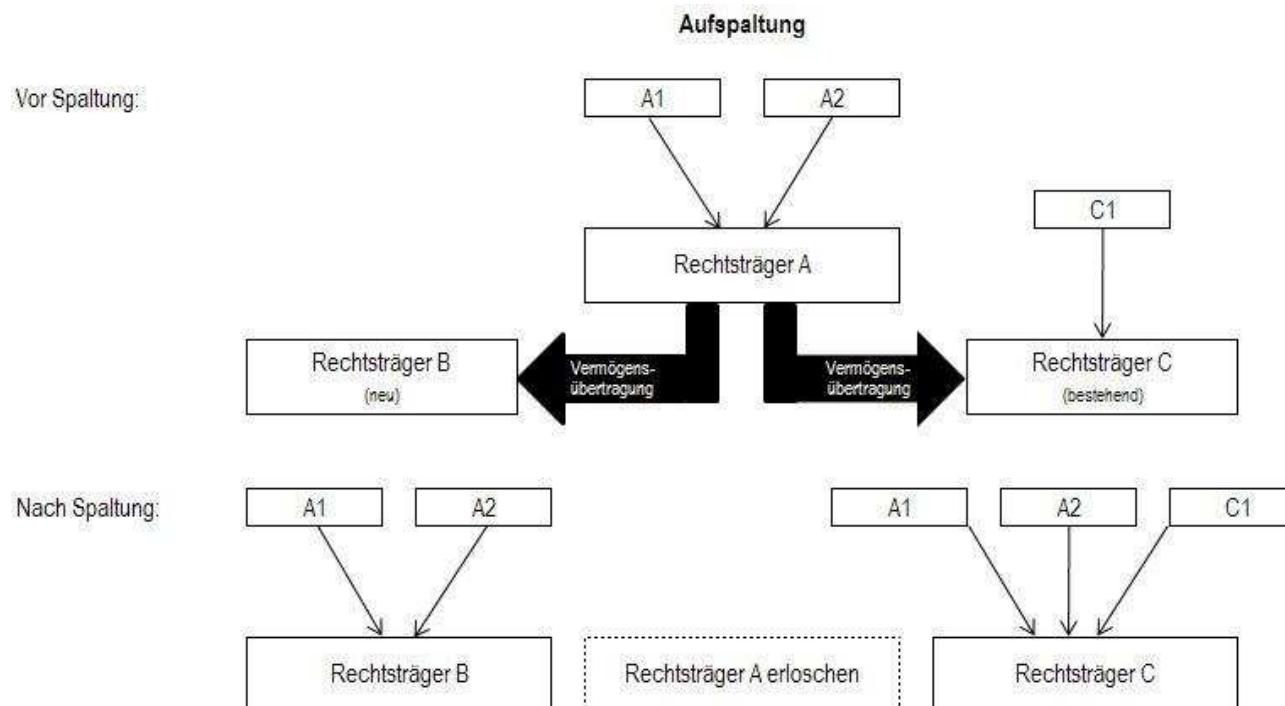 Aufspaltung
Vor Spaltung:
A1
A2
C1
Rechtsträger A
Rechtsträger B
(neu)
Vermögens-
übertragung
Vermögens-
übertragung
Rechtsträger C
(bestehend)
Nach Spaltung:
A1
A2
A1
A2
C1
Rechtsträger B
Rechtsträger A erloschen
Rechtsträger C